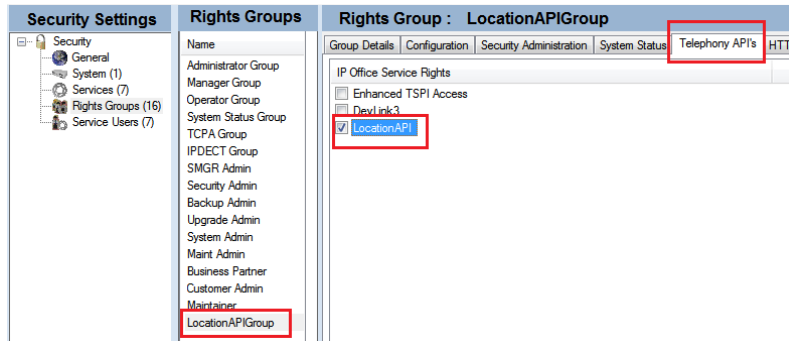 Security Settings
Security
General
System (1)
Services (7)
Rights Groups (16)
Service Users (7)
Rights Groups
Name
Administrator Group
Manager Group
Operator Group
System Status Group
TCPA Group
IPDECT Group
SMGR Admin
Security Admin
Backup Admin
Upgrade Admin
System Admin
Maint Admin
Business Partner
Customer Admin
Maintainer
LocationAPIGroup
Rights Group : LocationAPIGroup
Group Details Configuration Security Administration System Status Telephony API's HTT
IP Office Service Rights
Enhanced TSPI Access
DevLink3
LocationAPI